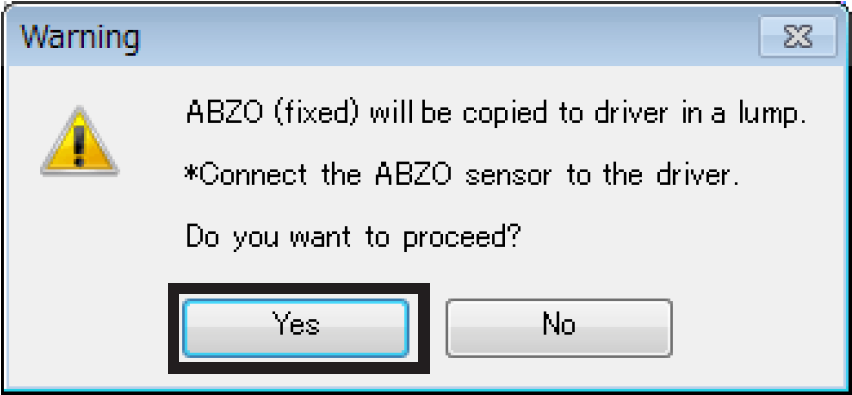 Warning
ABZO (fixed) will be copied to driver in a lump.
*Connect the ABZO sensor to the driver.
Do you want to proceed?
Yes No